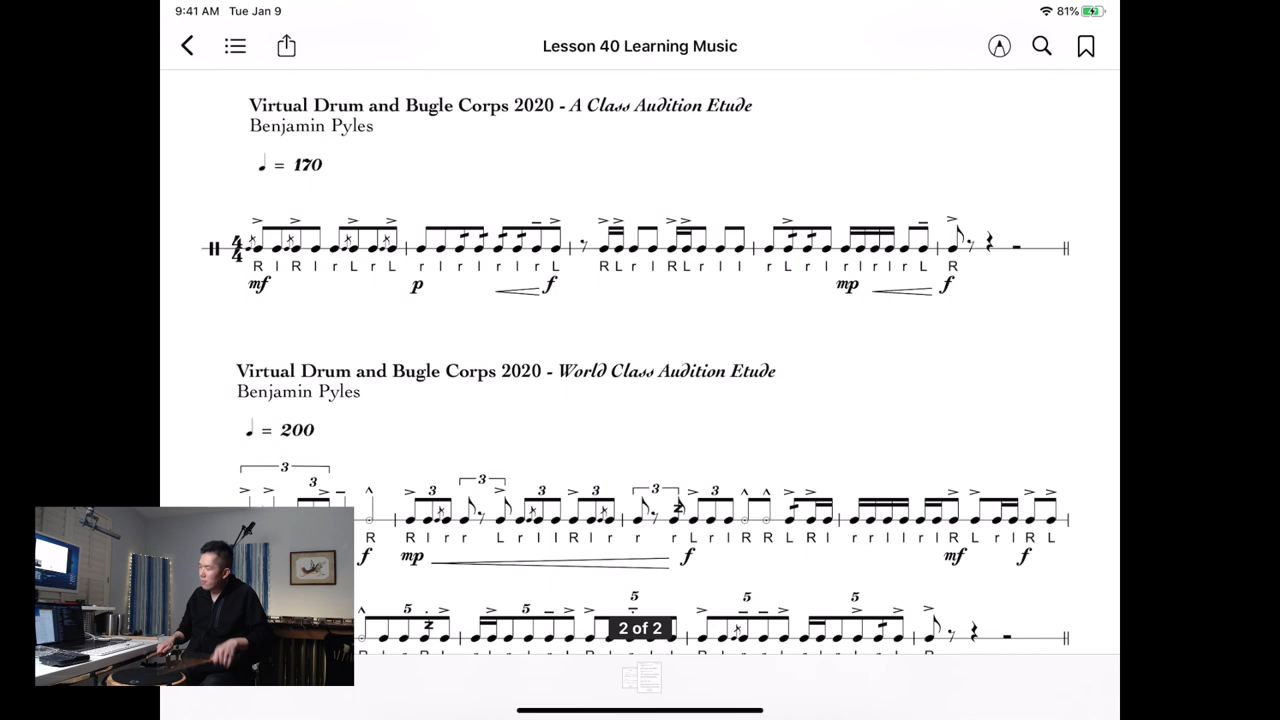 9:41 AM Tue Jan 9 81%
Lesson 40 Learning Music
Virtual Drum and Bugle Corps 2020 - A Class Audition Etude
Benjamin Pyles
♩ = 170
4/4
R l R l r L r L r l r l r l r L R L r l R L r l l r L r l r l r l r L R
mf p f mp f
Virtual Drum and Bugle Corps 2020 - World Class Audition Etude
Benjamin Pyles
♩ = 200
3
3 3 3 3 3 3 3
R R l r r L r l r R l r r r L r l R R L R l r r l l r r l L r l R L
f mp f mf f
5 5 5 5 5
2 of 2